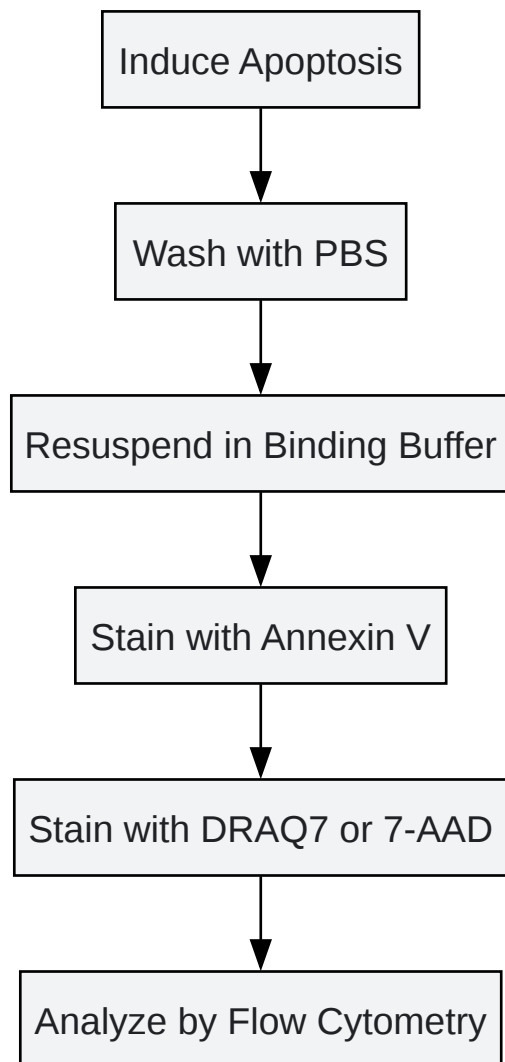 Induce Apoptosis
Wash with PBS
Resuspend in Binding Buffer
Stain with Annexin V
Stain with DRAQ7 or 7-AAD
Analyze by Flow Cytometry